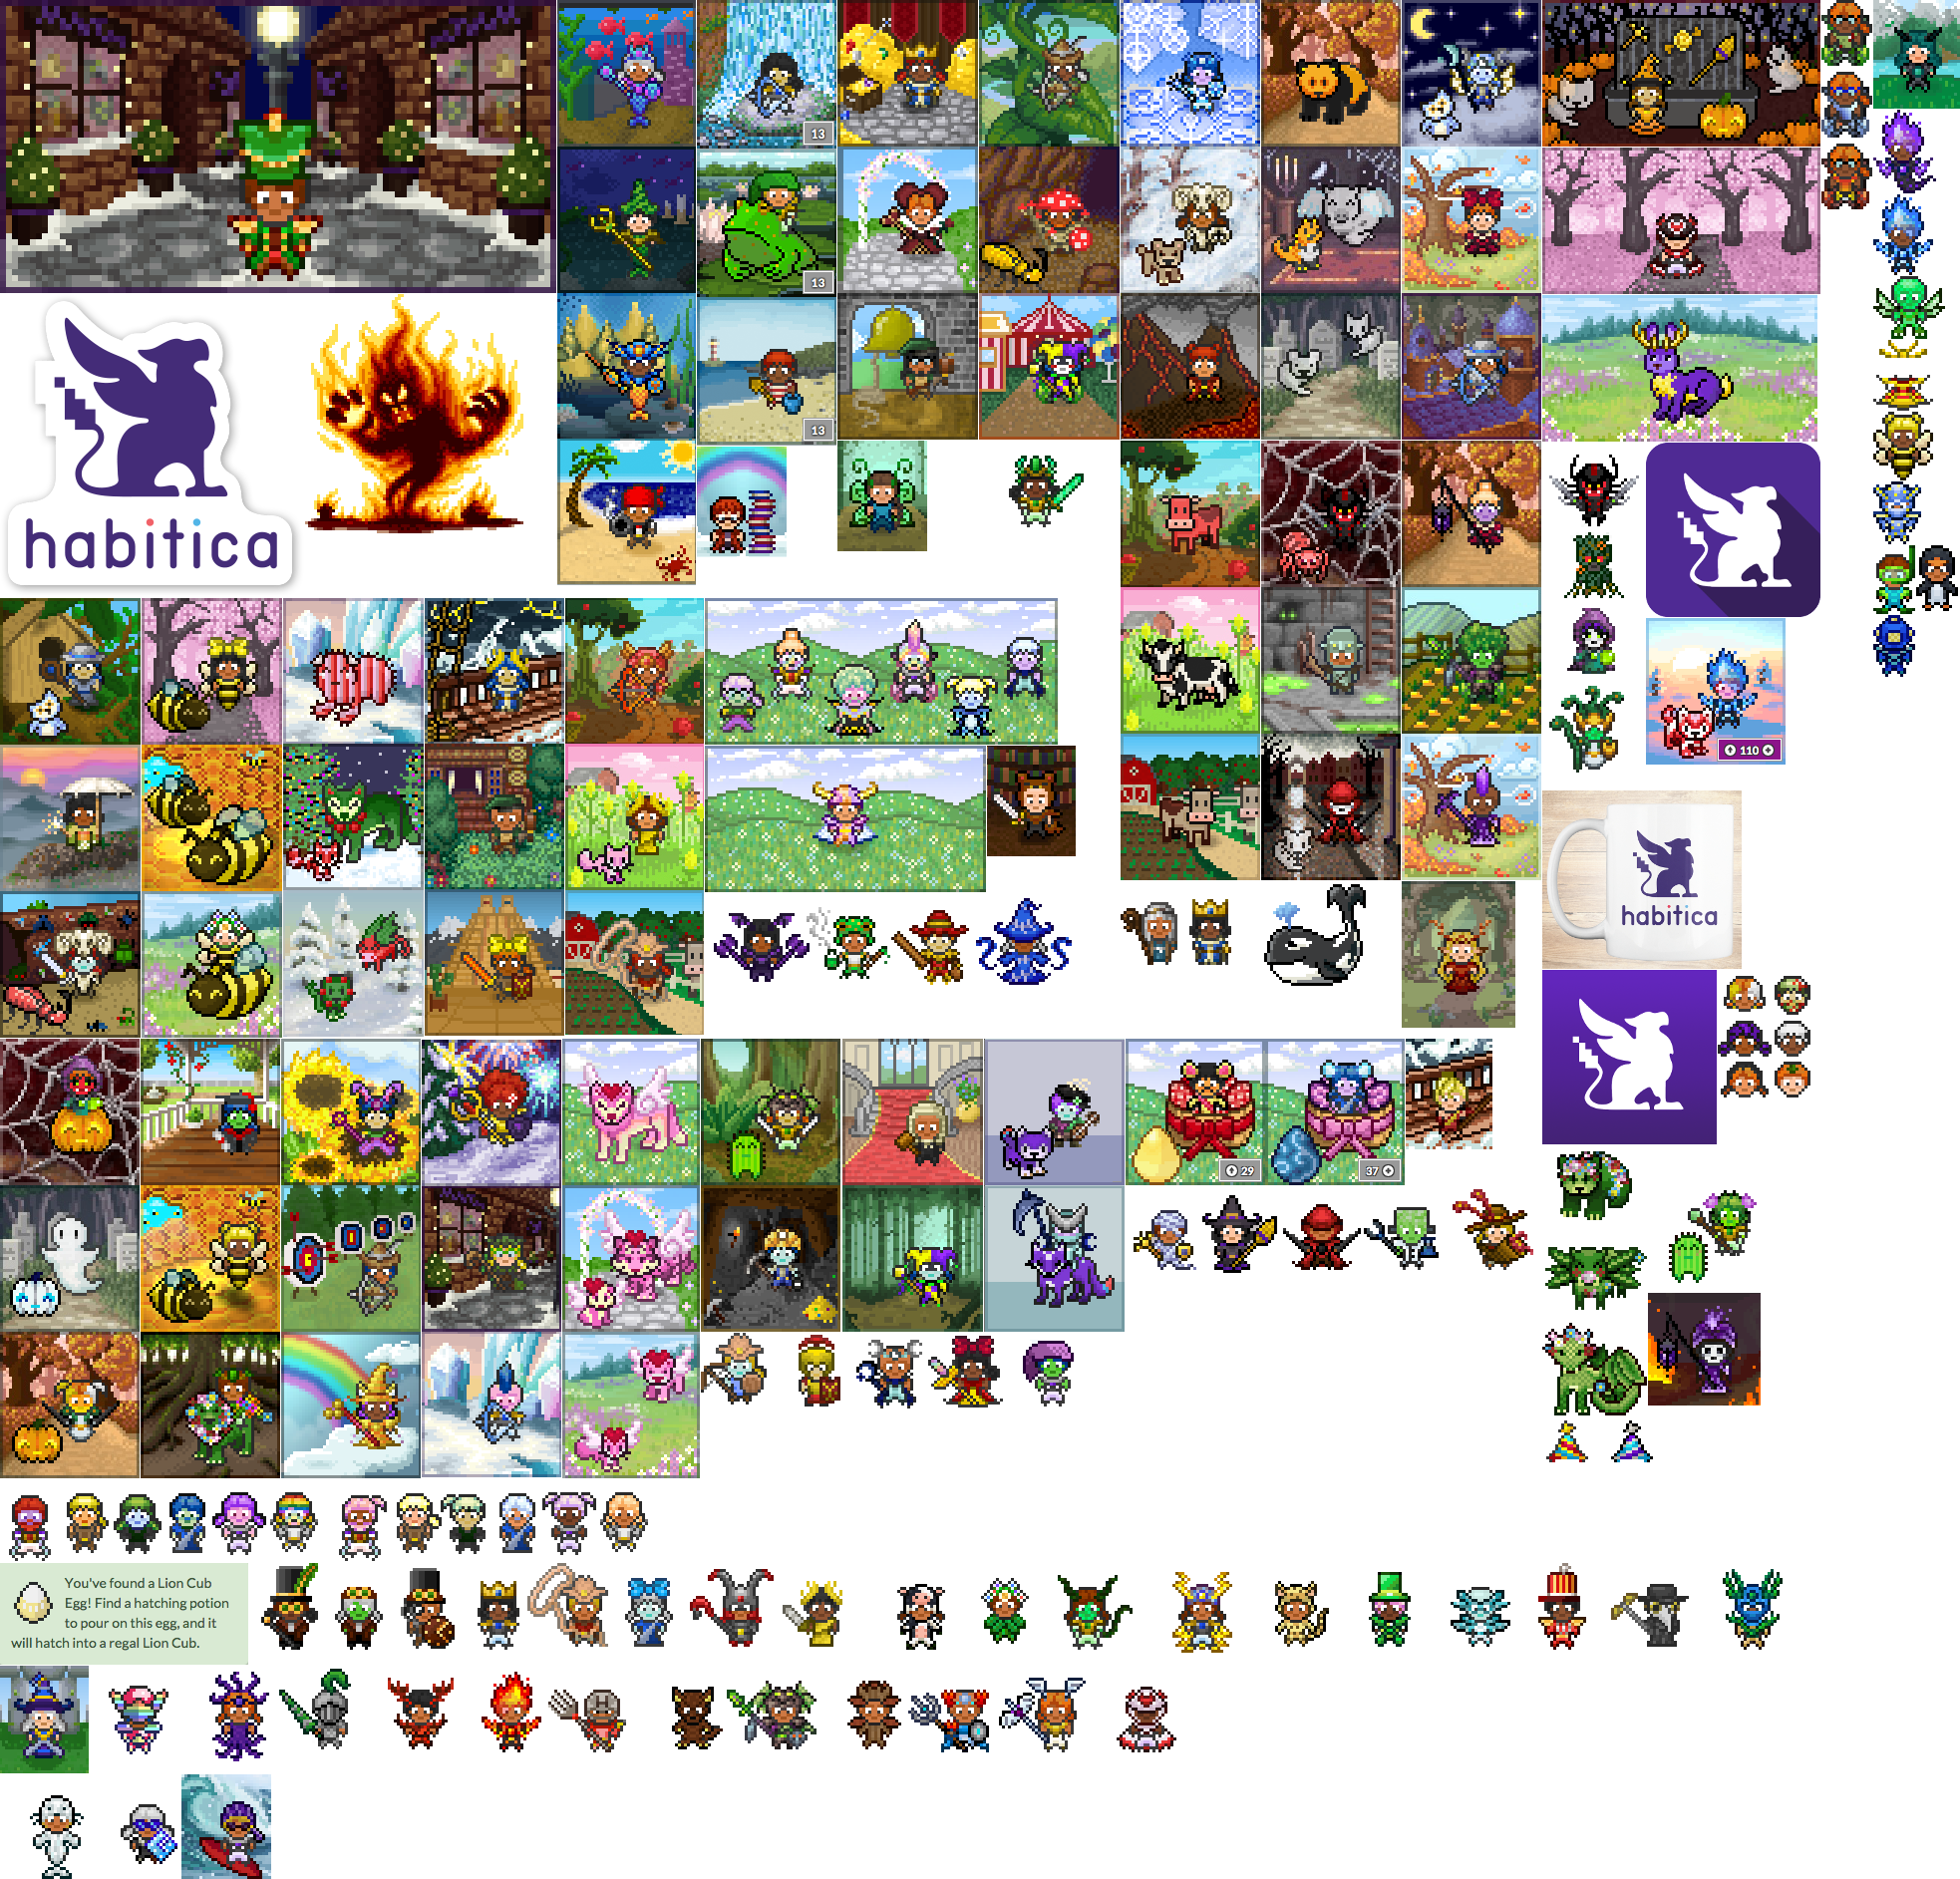 13
13
habitica
13
110
habitica
29
37
You've found a Lion Cub
Egg! Find a hatching potion
to pour on this egg, and it
will hatch into a regal Lion Cub.